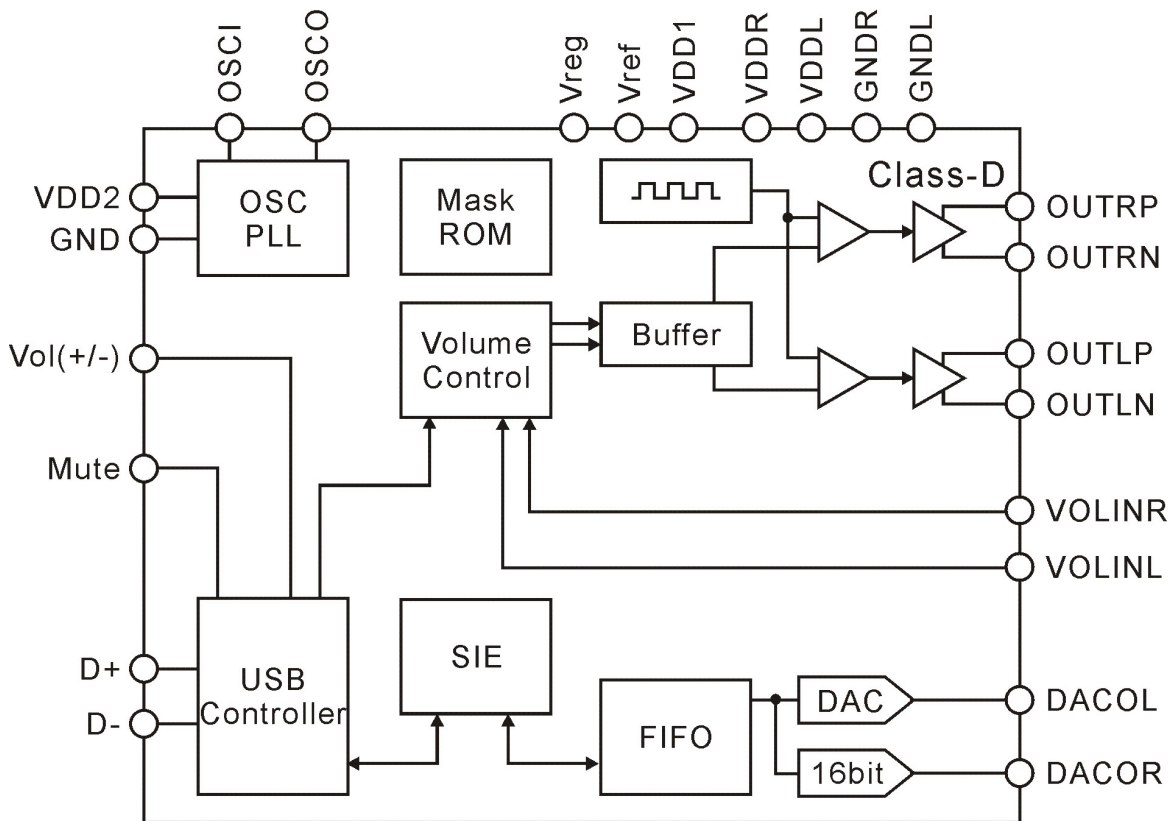 OSCI
OSCO
Vreg
Vref
VDD1
VDDR
VDDL
GNDR
GNDL
VDD2
GND
OSC
PLL
Mask
ROM
Class-D
OUTRP
OUTRN
Vol(+/-)
Volume
Control
Buffer
OUTLP
OUTLN
Mute
VOLINR
VOLINL
D+
D-
USB
Controller
SIE
FIFO
DAC
16bit
DACOL
DACOR